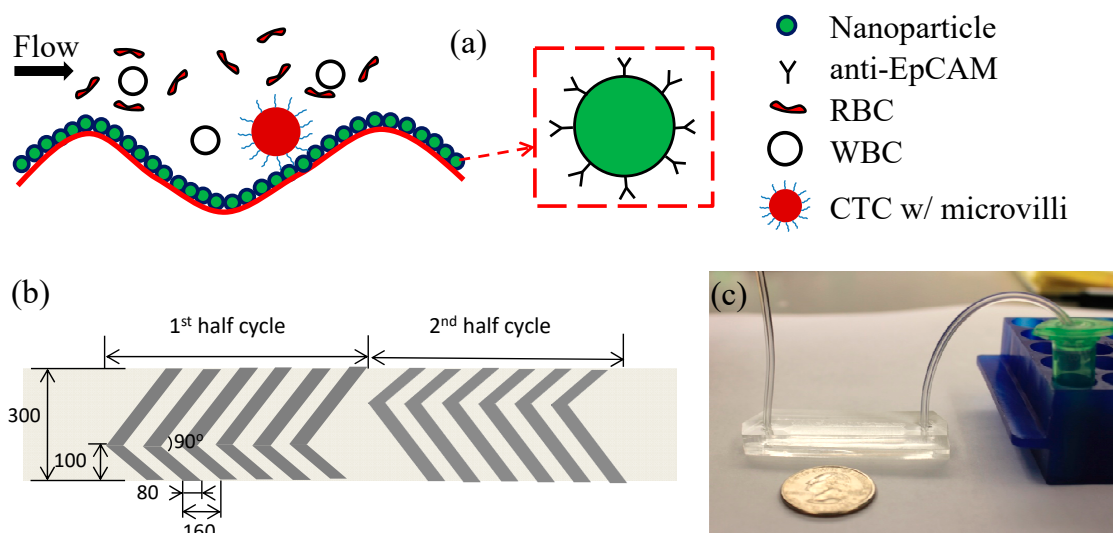 Flow
(a)
Nanoparticle
anti-EpCAM
RBC
WBC
CTC w/ microvilli
(b)
1st half cycle
2nd half cycle
300
100
90°
80
160
(c)